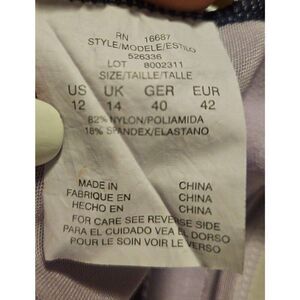 RN 16687
STYLE/MODELE/ESTILO
526336
LOT 8002311
SIZE/TAILLE/TALLE
US UK GER EUR
12 14 40 42
82% NYLON/POLIAMIDA
18% SPANDEX/ELASTANO
MADE IN CHINA
FABRIQUE EN CHINA
HECHO EN CHINA
FOR CARE SEE REVERSE SIDE
PARA EL CUIDADO VEA EL DORSO
POUR LE SOIN VOIR LE VERSO